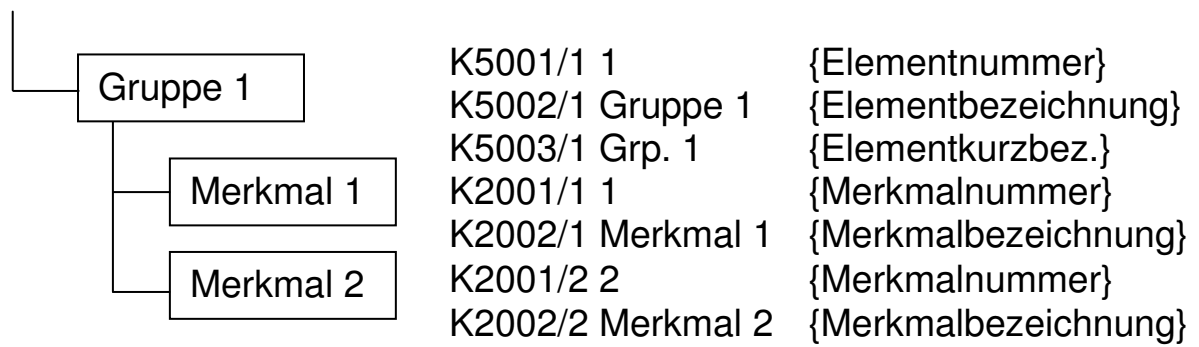 Gruppe 1
Merkmal 1
Merkmal 2
K5001/1 1 {Elementnummer}
K5002/1 Gruppe 1 {Elementbezeichnung}
K5003/1 Grp. 1 {Elementkurzbez.}
K2001/1 1 {Merkmalnummer}
K2002/1 Merkmal 1 {Merkmalbezeichnung}
K2001/2 2 {Merkmalnummer}
K2002/2 Merkmal 2 {Merkmalbezeichnung}